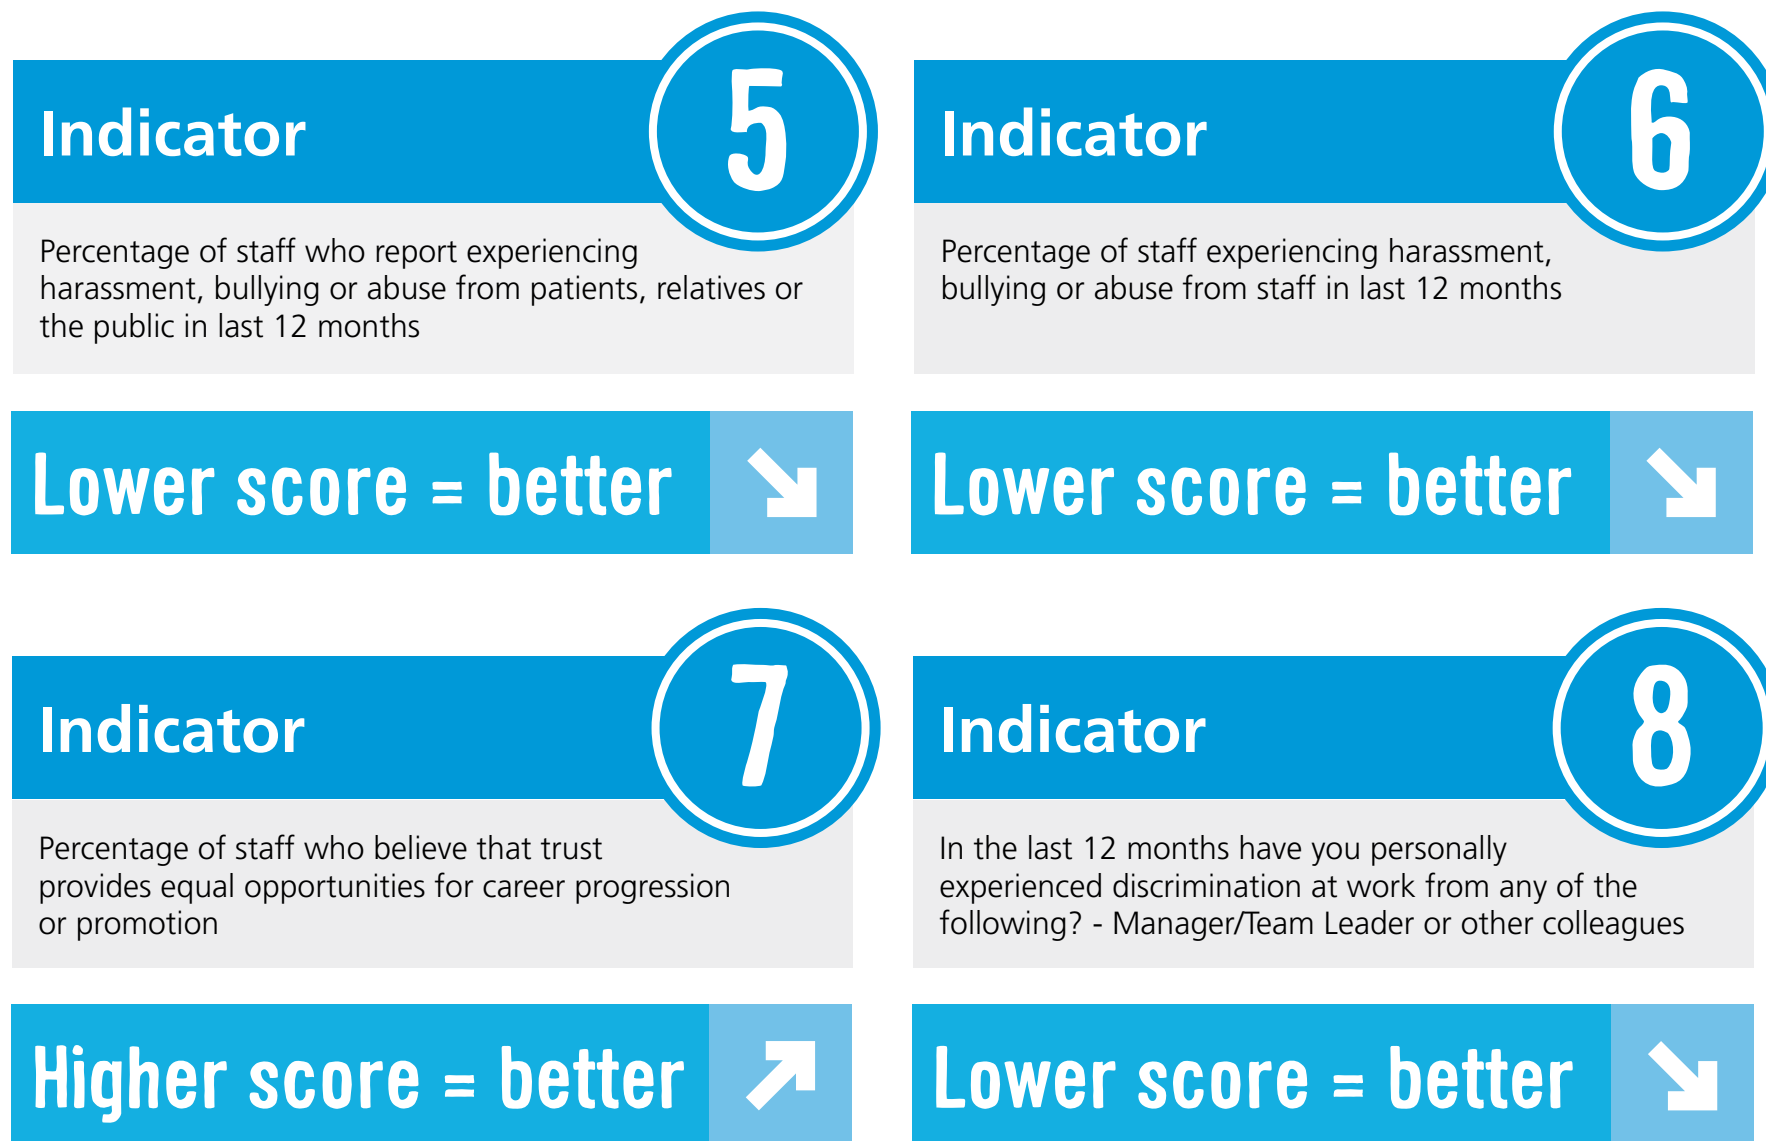 Indicator
5
Percentage of staff who report experiencing
harassment, bullying or abuse from patients, relatives or
the public in last 12 months
Lower score = better
Indicator
6
Percentage of staff experiencing harassment,
bullying or abuse from staff in last 12 months
Lower score = better
Indicator
7
Percentage of staff who believe that trust
provides equal opportunities for career progression
or promotion
Higher score = better
Indicator
8
In the last 12 months have you personally
experienced discrimination at work from any of the
following? - Manager/Team Leader or other colleagues
Lower score = better